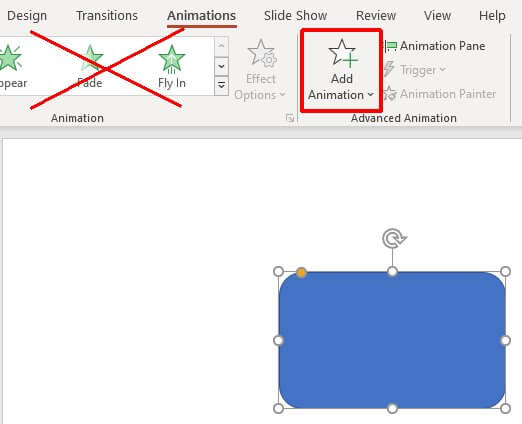 Design Transitions Animations Slide Show Review View Help
ppear Fade Fly In
Effect
Options
Add
Animation
Animation Pane
Trigger
Animation Painter
Animation
Advanced Animation